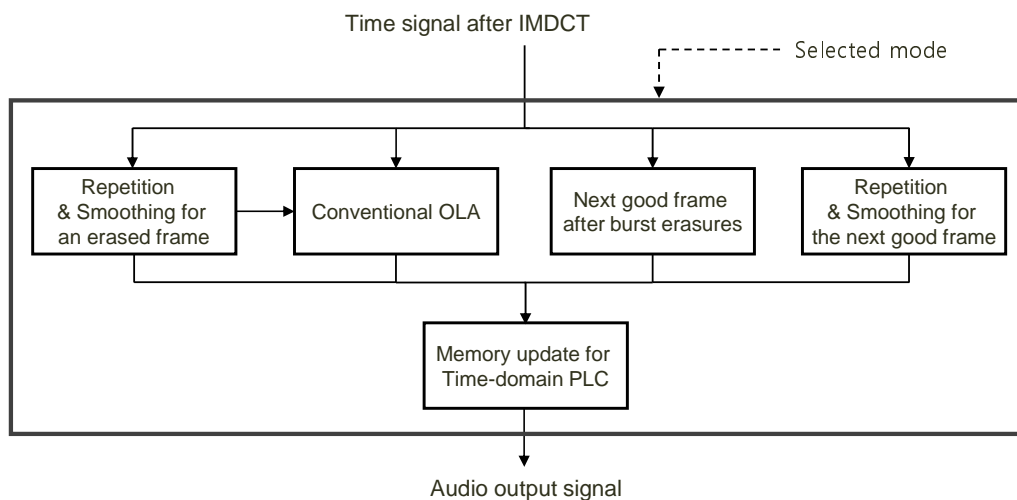 Time signal after IMDCT
Selected mode
Repetition
& Smoothing for
an erased frame
Conventional OLA
Next good frame
after burst erasures
Repetition
& Smoothing for
the next good frame
Memory update for
Time-domain PLC
Audio output signal